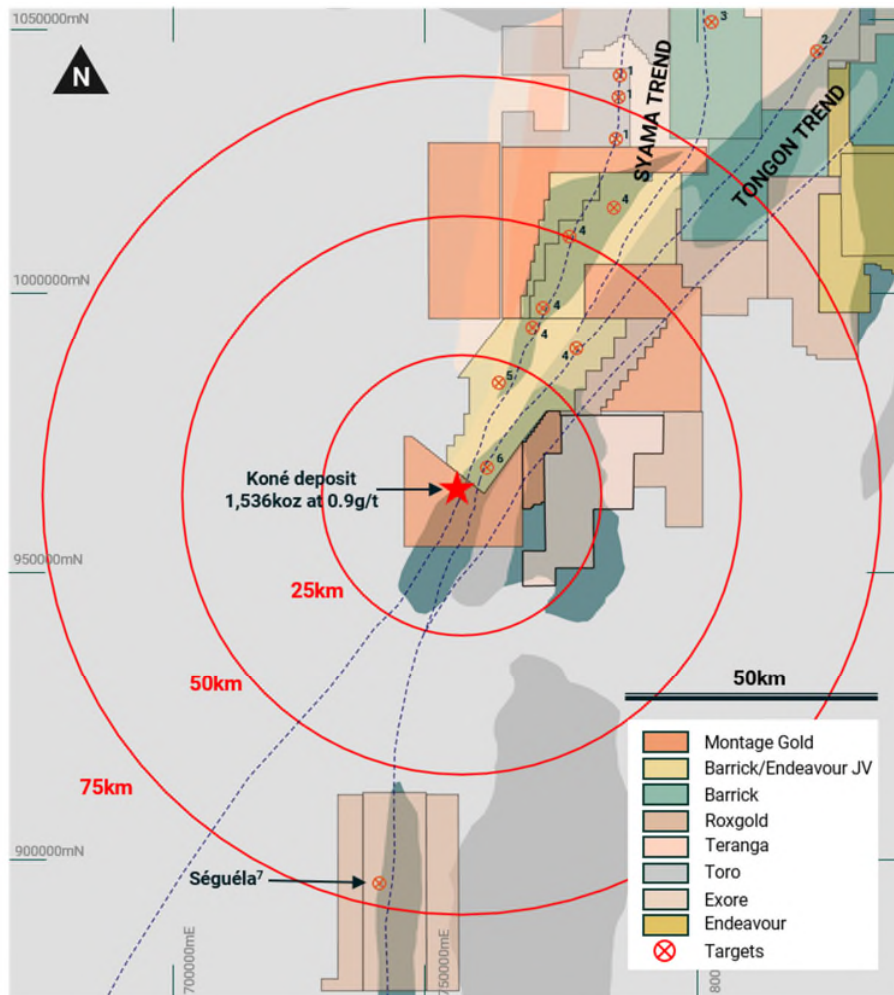 1050000mN
N
3
2
1
1
1
SYAMA TREND
TONGON TREND
4
4
1000000mN
4
4
4
5
6
Koné deposit
1,536koz at 0.9g/t
950000mN
25km
50km
50km
75km
900000mN
Séguéla7
700000mE
750000mE
800
Montage Gold
Barrick/Endeavour JV
Barrick
Roxgold
Teranga
Toro
Exore
Endeavour
Targets